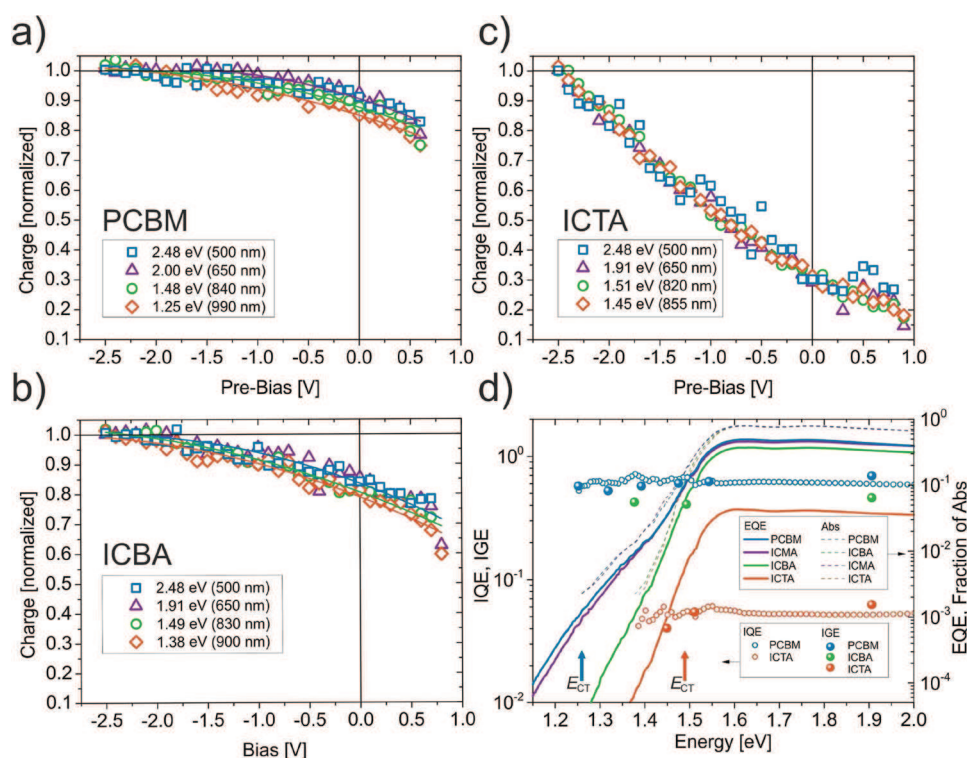 a)
Charge [normalized]
1.0
0.9
0.8
0.7
0.6
0.5
0.4
0.3
0.2
0.1
PCBM
2.48 eV (500 nm)
2.00 eV (650 nm)
1.48 eV (840 nm)
1.25 eV (990 nm)
-2.5 -2.0 -1.5 -1.0 -0.5 0.0 0.5 1.0
Pre-Bias [V]
c)
Charge [normalized]
1.0
0.9
0.8
0.7
0.6
0.5
0.4
0.3
0.2
0.1
ICTA
2.48 eV (500 nm)
1.91 eV (650 nm)
1.51 eV (820 nm)
1.45 eV (855 nm)
-2.5 -2.0 -1.5 -1.0 -0.5 0.0 0.5 1.0
Pre-Bias [V]
b)
Charge [normalized]
1.0
0.9
0.8
0.7
0.6
0.5
0.4
0.3
0.2
0.1
ICBA
2.48 eV (500 nm)
1.91 eV (650 nm)
1.49 eV (830 nm)
1.38 eV (900 nm)
-2.5 -2.0 -1.5 -1.0 -0.5 0.0 0.5 1.0
Bias [V]
d)
IQE, IGE
10⁰
10⁻¹
10⁻²
EQE Abs
PCBM PCBM
ICMA ICBA
ICBA ICMA
ICTA ICTA
IQE IGE
PCBM PCBM
ICTA ICBA
ICTA
E_CT
E_CT
10⁰
10⁻¹
10⁻²
10⁻³
10⁻⁴
EQE, Fraction of Abs
1.2 1.3 1.4 1.5 1.6 1.7 1.8 1.9 2.0
Energy [eV]